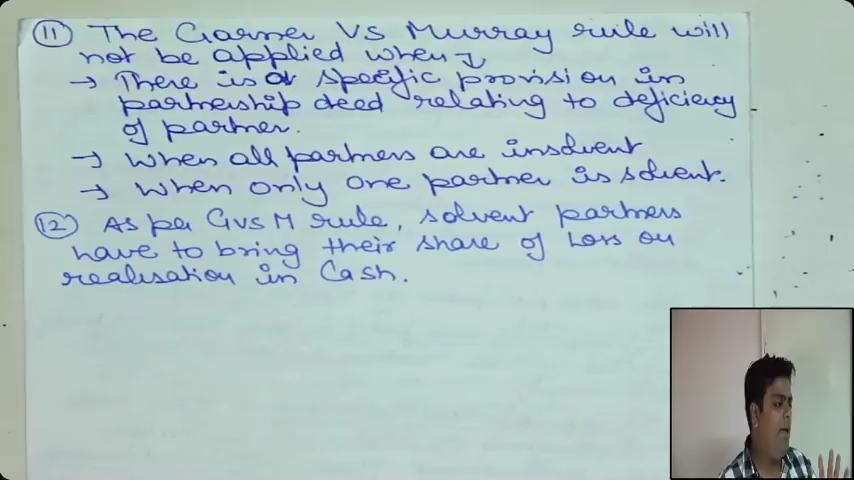 (11) The Garner VS Murray rule will
not be applied when ↓
→ There is a specific provision in
partnership deed relating to deficiency
of partner.
→ When all partners are insolvent
→ When only one partner is solvent.
(12) As per GVSM rule, solvent partners
have to bring their share of Loss on
realisation in Cash.